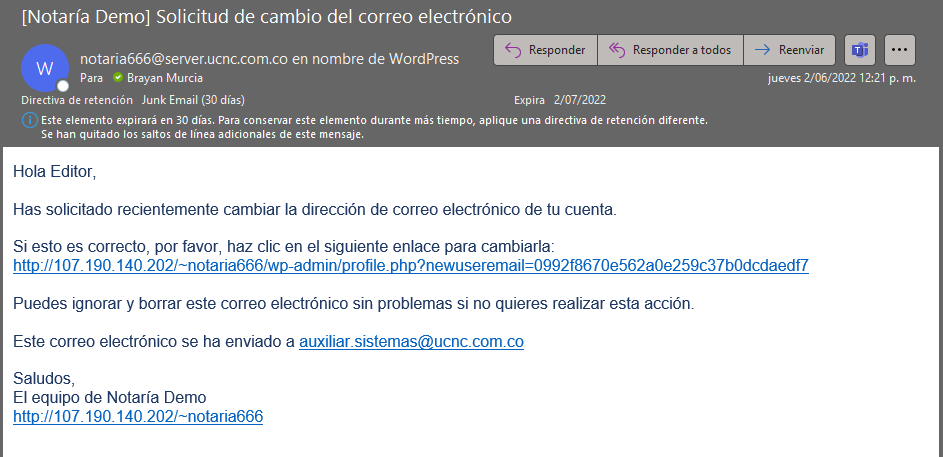 [Notaría Demo] Solicitud de cambio del correo electrónico
W
notaria666@server.ucnc.com.co en nombre de WordPress
Responder
Responder a todos
Reenviar
Para Brayan Murcia
jueves 2/06/2022 12:21 p. m.
Directiva de retención Junk Email (30 días)
Expira 2/07/2022
Este elemento expirará en 30 días. Para conservar este elemento durante más tiempo, aplique una directiva de retención diferente.
Se han quitado los saltos de línea adicionales de este mensaje.
Hola Editor,
Has solicitado recientemente cambiar la dirección de correo electrónico de tu cuenta.
Si esto es correcto, por favor, haz clic en el siguiente enlace para cambiarla:
http://107.190.140.202/~notaria666/wp-admin/profile.php?newuseremail=0992f8670e562a0e259c37b0dcdaedf7
Puedes ignorar y borrar este correo electrónico sin problemas si no quieres realizar esta acción.
Este correo electrónico se ha enviado a auxiliar.sistemas@ucnc.com.co
Saludos,
El equipo de Notaría Demo
http://107.190.140.202/~notaria666